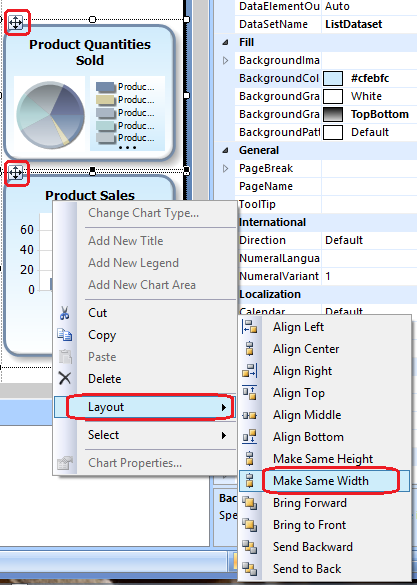 Product Quantities
Sold
Produc...
Produc...
Produc...
Produc...
Product Sales
60
40
20
0
Change Chart Type...
Add New Title
Add New Legend
Add New Chart Area
Cut
Copy
Paste
Delete
Layout
Select
Chart Properties...
DataElementOu Auto
DataSetName ListDataset
Fill
BackgroundIma
BackgroundCol #cfebfc
BackgroundGra White
BackgroundGra TopBottom
BackgroundPatt Default
General
PageBreak
PageName
ToolTip
International
Direction Default
NumeralLangua
NumeralVariant 1
Localization
Calendar Default
Align Left
Align Center
Align Right
Align Top
Align Middle
Align Bottom
Make Same Height
Make Same Width
Bring Forward
Bring to Front
Send Backward
Send to Back
Bac
Spe